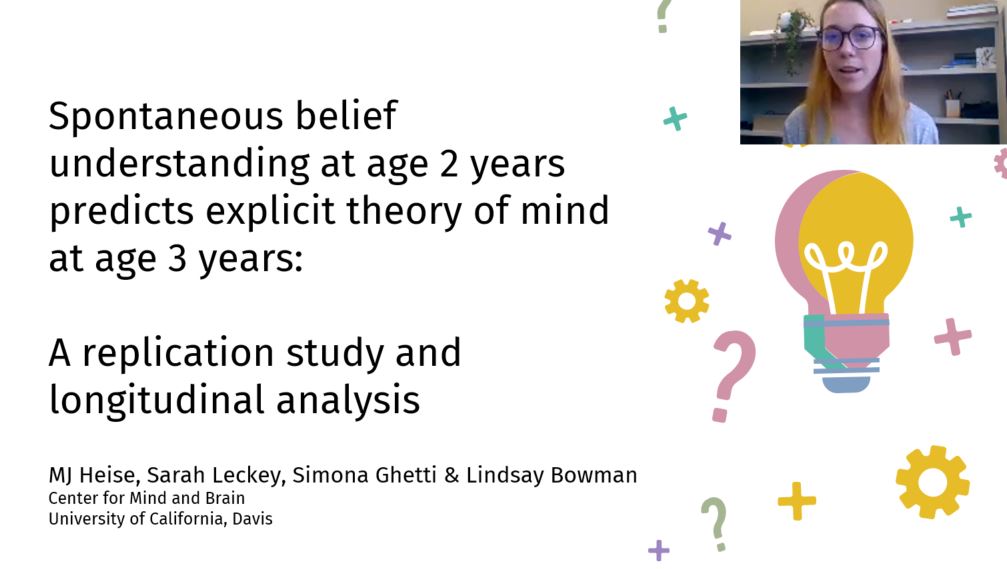 Spontaneous belief
understanding at age 2 years
predicts explicit theory of mind
at age 3 years:
A replication study and
longitudinal analysis
MJ Heise, Sarah Leckey, Simona Ghetti & Lindsay Bowman
Center for Mind and Brain
University of California, Davis